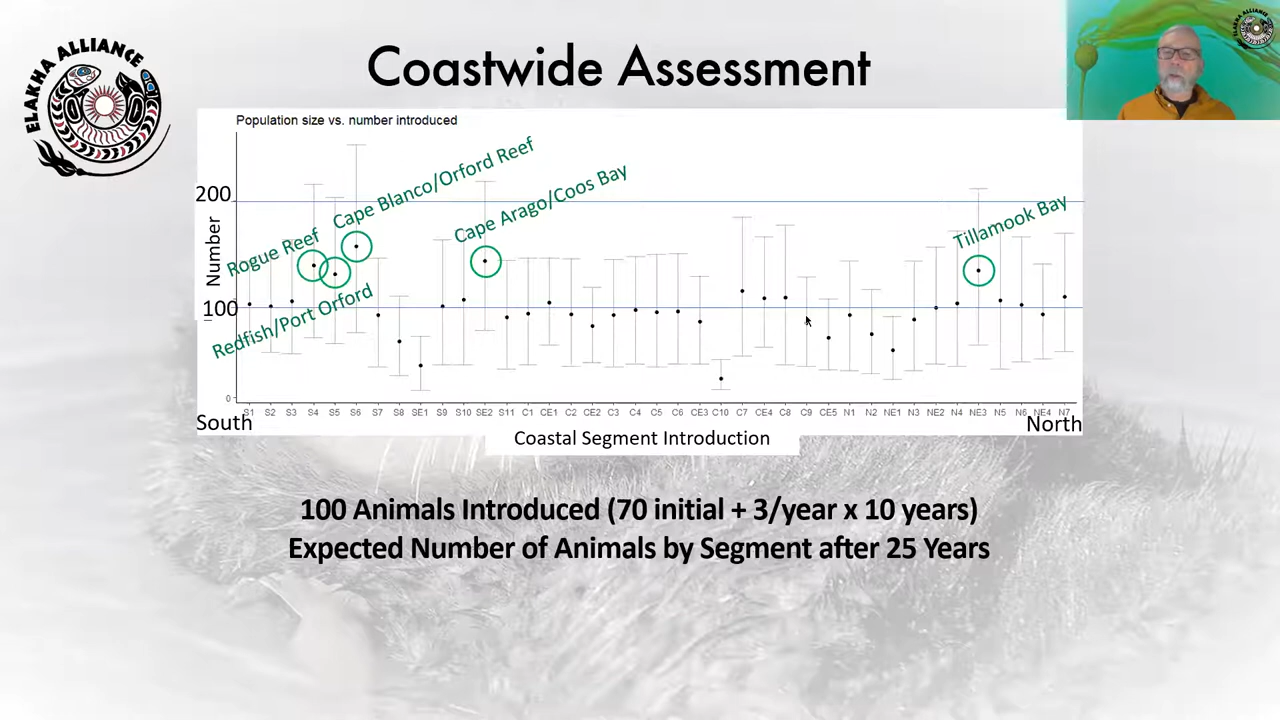 ELAKHA ALLIANCE
Coastwide Assessment
Population size vs. number introduced
Number
200
100
0
Rogue Reef
Redfish/Port Orford
Cape Blanco/Orford Reef
Cape Arago/Coos Bay
Tillamook Bay
S1 S2 S3 S4 S5 S6 S7 S8 SE1 S9 S10 SE2 S11 C1 CE1 C2 CE2 C3 C4 C5 C6 CE3 C10 C7 CE4 C8 C9 CE5 N1 N2 NE1 N3 NE2 N4 NE3 N5 N6 NE4 N7
South
North
Coastal Segment Introduction
100 Animals Introduced (70 initial + 3/year x 10 years)
Expected Number of Animals by Segment after 25 Years